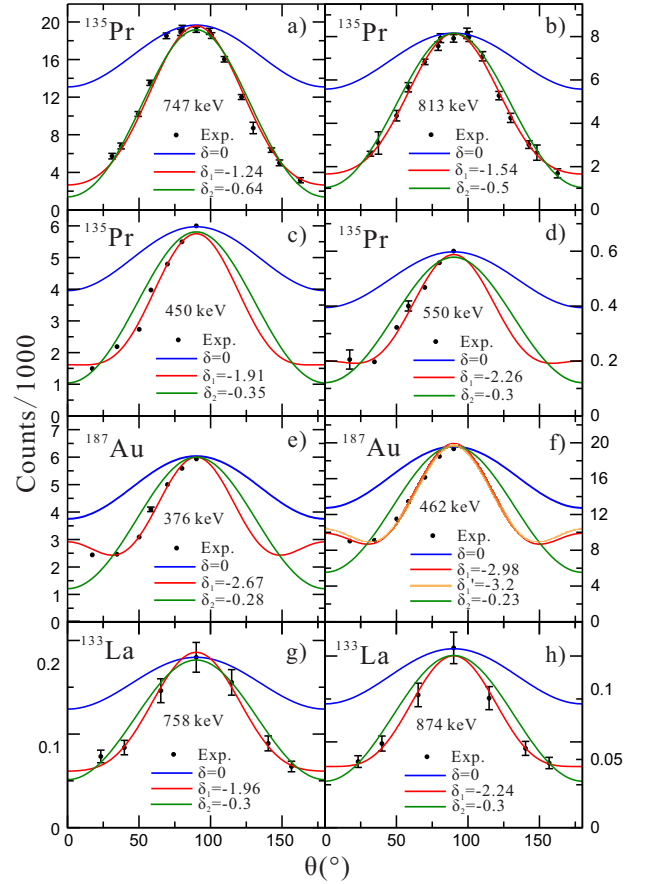 ¹³⁵Pr a)
747 keV
Exp.
δ=0
δ₁=-1.24
δ₂=-0.64
20
16
12
8
4
0
¹³⁵Pr b)
813 keV
Exp.
δ=0
δ₁=-1.54
δ₂=-0.5
8
6
4
2
0
¹³⁵Pr c)
450 keV
Exp.
δ=0
δ₁=-1.91
δ₂=-0.35
6
5
4
3
2
1
0
¹³⁵Pr d)
550 keV
Exp.
δ=0
δ₁=-2.26
δ₂=-0.3
0.6
0.4
0.2
0
Counts/1000
¹⁸⁷Au e)
376 keV
Exp.
δ=0
δ₁=-2.67
δ₂=-0.28
7
6
5
4
3
2
1
0
¹⁸⁷Au f)
462 keV
Exp.
δ=0
δ₁=-2.98
δ₁'=-3.2
δ₂=-0.23
20
15
10
5
0
¹³³La g)
758 keV
Exp.
δ=0
δ₁=-1.96
δ₂=-0.3
0.2
0.1
0
0 50 100 150
¹³³La h)
874 keV
Exp.
δ=0
δ₁=-2.24
δ₂=-0.3
0.1
0.05
0
0 50 100 150
θ(°)